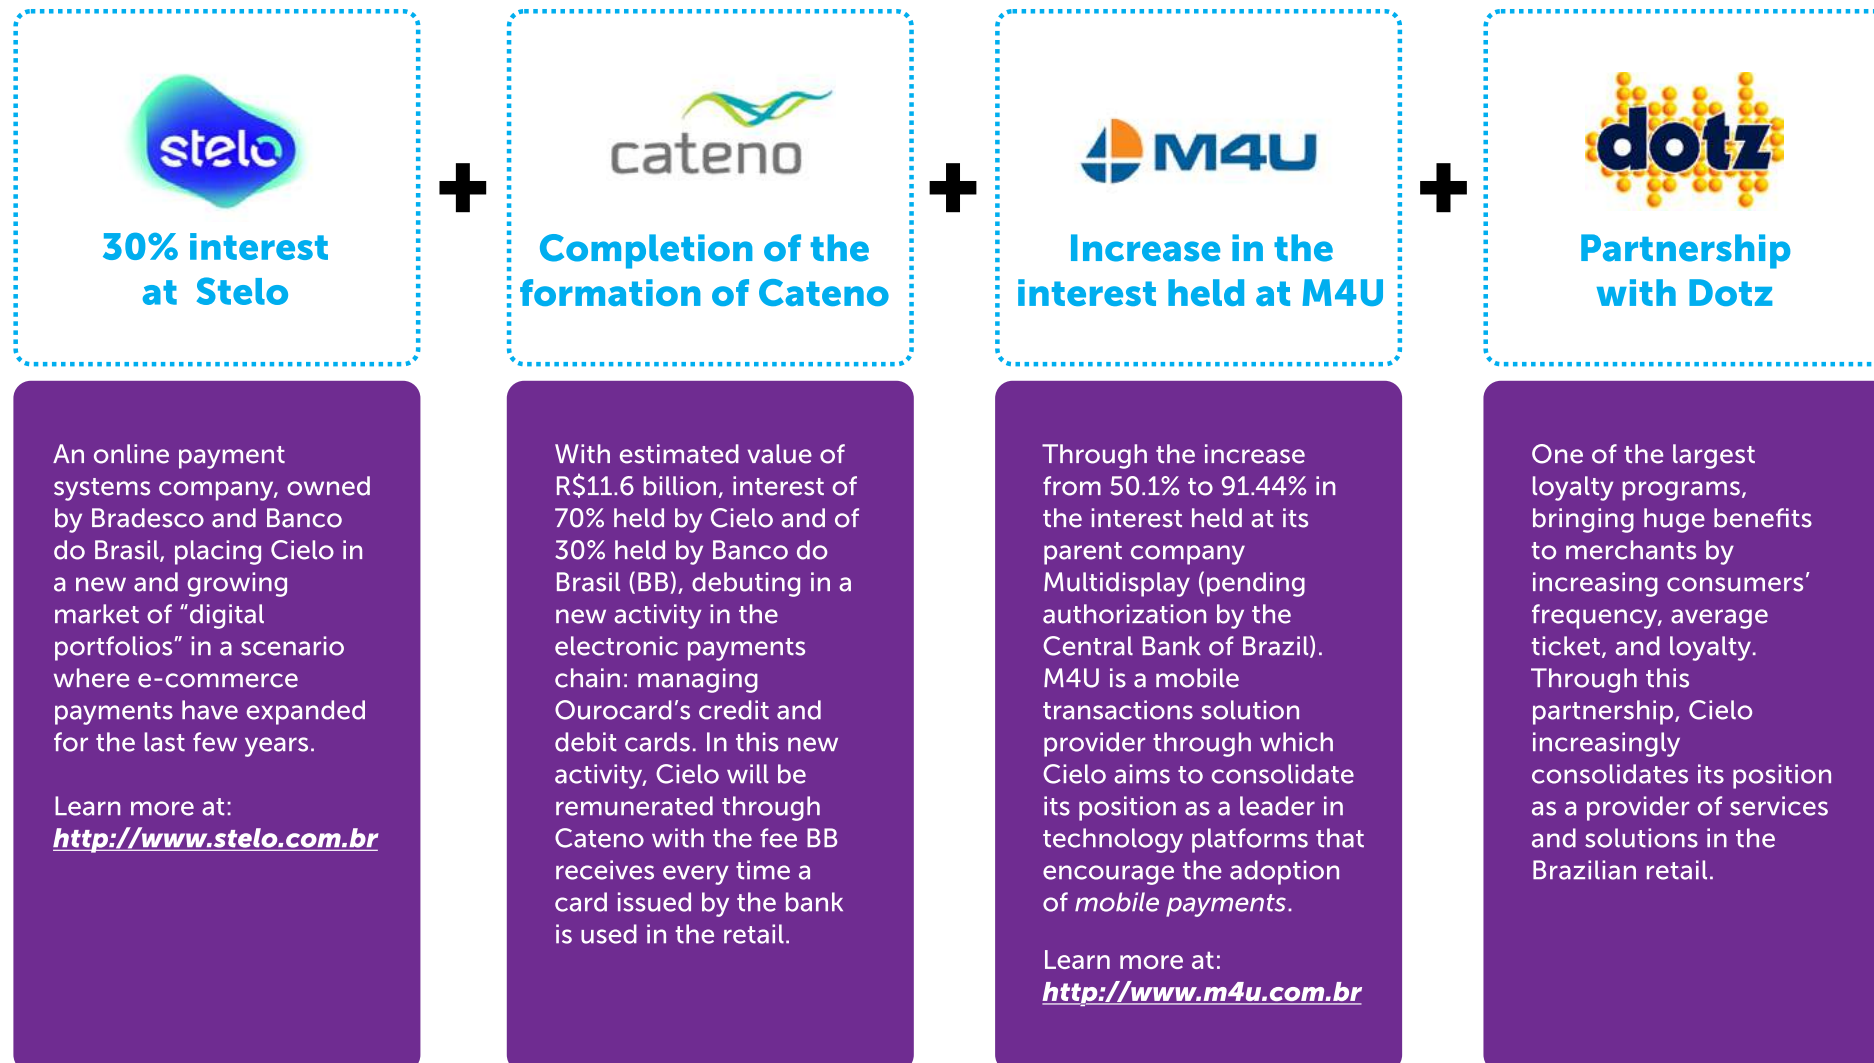 stelo
30% interest
at Stelo
An online payment
systems company, owned
by Bradesco and Banco
do Brasil, placing Cielo in
a new and growing
market of “digital
portfolios” in a scenario
where e-commerce
payments have expanded
for the last few years.
Learn more at:
http://www.stelo.com.br
+
cateno
Completion of the
formation of Cateno
With estimated value of
R$11.6 billion, interest of
70% held by Cielo and of
30% held by Banco do
Brasil (BB), debuting in a
new activity in the
electronic payments
chain: managing
Ourocard’s credit and
debit cards. In this new
activity, Cielo will be
remunerated through
Cateno with the fee BB
receives every time a
card issued by the bank
is used in the retail.
+
M4U
Increase in the
interest held at M4U
Through the increase
from 50.1% to 91.44% in
the interest held at its
parent company
Multidisplay (pending
authorization by the
Central Bank of Brazil).
M4U is a mobile
transactions solution
provider through which
Cielo aims to consolidate
its position as a leader in
technology platforms that
encourage the adoption
of mobile payments.
Learn more at:
http://www.m4u.com.br
+
dotz
Partnership
with Dotz
One of the largest
loyalty programs,
bringing huge benefits
to merchants by
increasing consumers’
frequency, average
ticket, and loyalty.
Through this
partnership, Cielo
increasingly
consolidates its position
as a provider of services
and solutions in the
Brazilian retail.